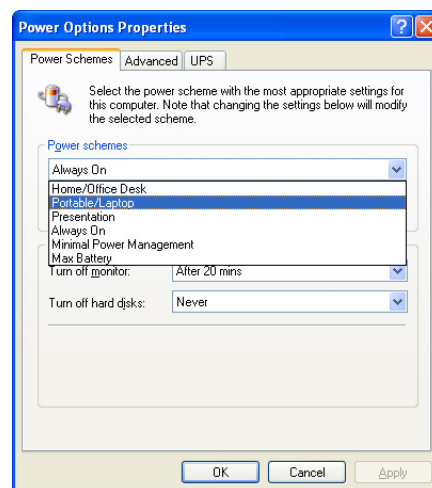 Power Options Properties
Power Schemes Advanced UPS
Select the power scheme with the most appropriate settings for
this computer. Note that changing the settings below will modify
the selected scheme.
Power schemes
Always On
Home/Office Desk
Portable/Laptop
Presentation
Always On
Minimal Power Management
Max Battery
Turn off monitor: After 20 mins
Turn off hard disks: Never
OK Cancel Apply